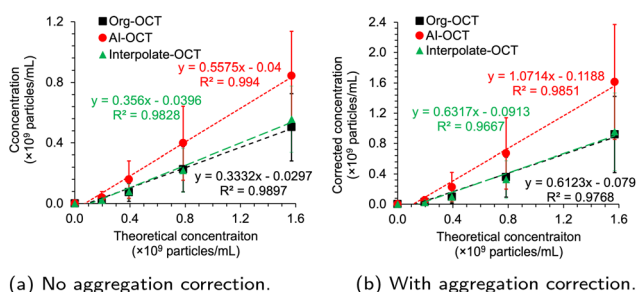 Org-OCT
AI-OCT
Interpolate-OCT
y = 0.5575x - 0.04
R² = 0.994
y = 0.356x - 0.0396
R² = 0.9828
y = 0.3332x - 0.0297
R² = 0.9897
Cooncentration
(×10⁹ particles/mL)
1.2
0.8
0.4
0.0
0.0 0.4 0.8 1.2 1.6
Theoretical concentraiton
(×10⁹ particles/mL)
(a) No aggregation correction.
Org-OCT
AI-OCT
Interpolate-OCT
y = 1.0714x - 0.1188
R² = 0.9851
y = 0.6317x - 0.0913
R² = 0.9667
y = 0.6123x - 0.079
R² = 0.9768
Corrected concentration
(×10⁹ particles/mL)
2.4
2.0
1.6
1.2
0.8
0.4
0.0
0.0 0.4 0.8 1.2 1.6
Theoretical concentraiton
(×10⁹ particles/mL)
(b) With aggregation correction.